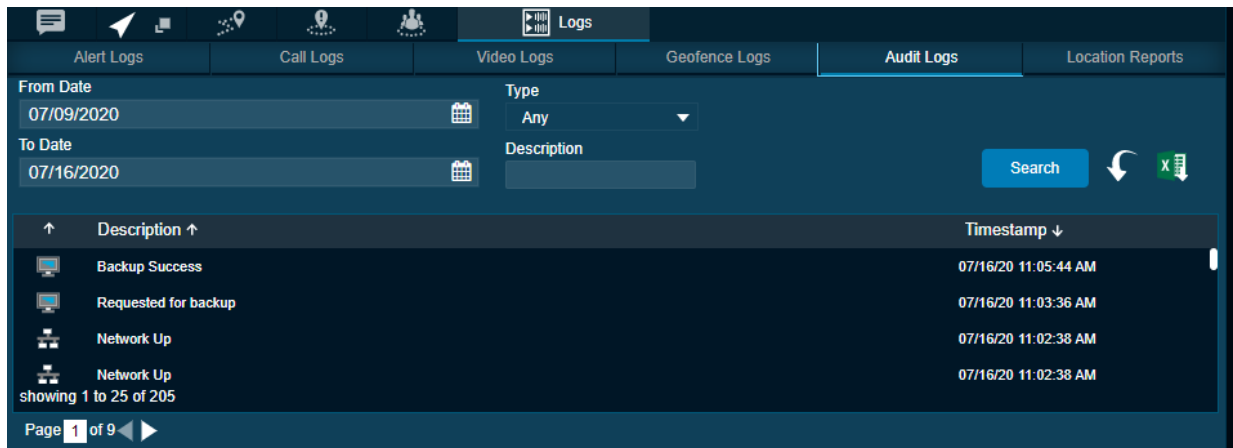 Logs
Alert Logs
Call Logs
Video Logs
Geofence Logs
Audit Logs
Location Reports
From Date
07/09/2020
To Date
07/16/2020
Type
Any
Description
Search
Description
Timestamp
Backup Success 07/16/20 11:05:44 AM
Requested for backup 07/16/20 11:03:36 AM
Network Up 07/16/20 11:02:38 AM
Network Up 07/16/20 11:02:38 AM
showing 1 to 25 of 205
Page 1 of 9